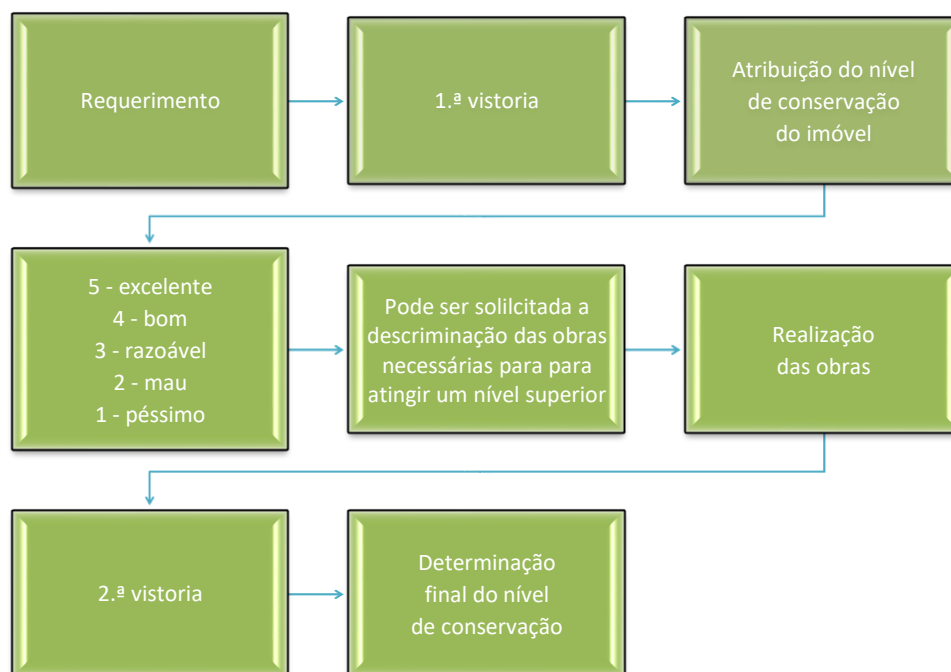 Requerimento
1.ª vistoria
Atribuição do nível
de conservação
do imóvel
5 - excelente
4 - bom
3 - razoável
2 - mau
1 - péssimo
Pode ser solilcitada a
descriminação das obras
necessárias para para
atingir um nível superior
Realização
das obras
2.ª vistoria
Determinação
final do nível
de conservação